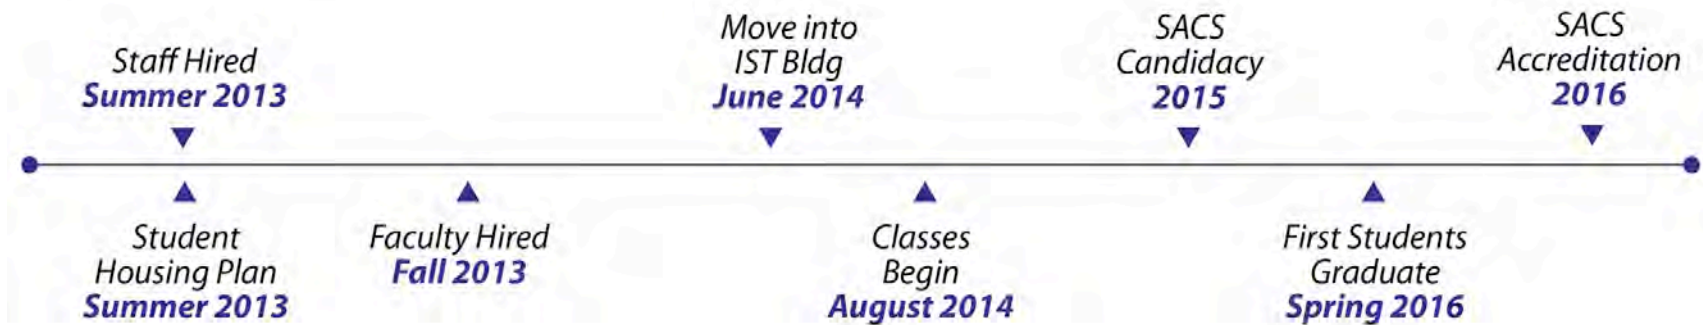 Staff Hired
Summer 2013
Move into
IST Bldg
June 2014
SACS
Candidacy
2015
SACS
Accreditation
2016
Student
Housing Plan
Summer 2013
Faculty Hired
Fall 2013
Classes
Begin
August 2014
First Students
Graduate
Spring 2016